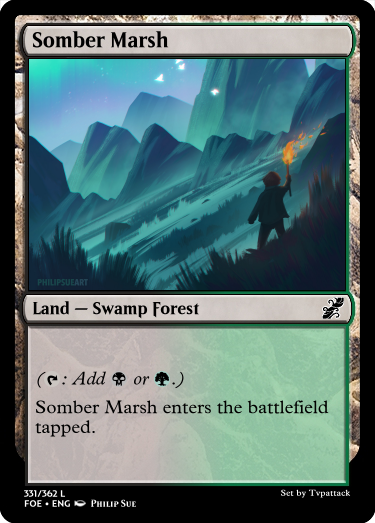 Somber Marsh
PHILIPSUEART
Land — Swamp Forest
( : Add or .)
Somber Marsh enters the battlefield
tapped.
331/362 L
Set by Tvpattack
FOE • ENG Philip Sue